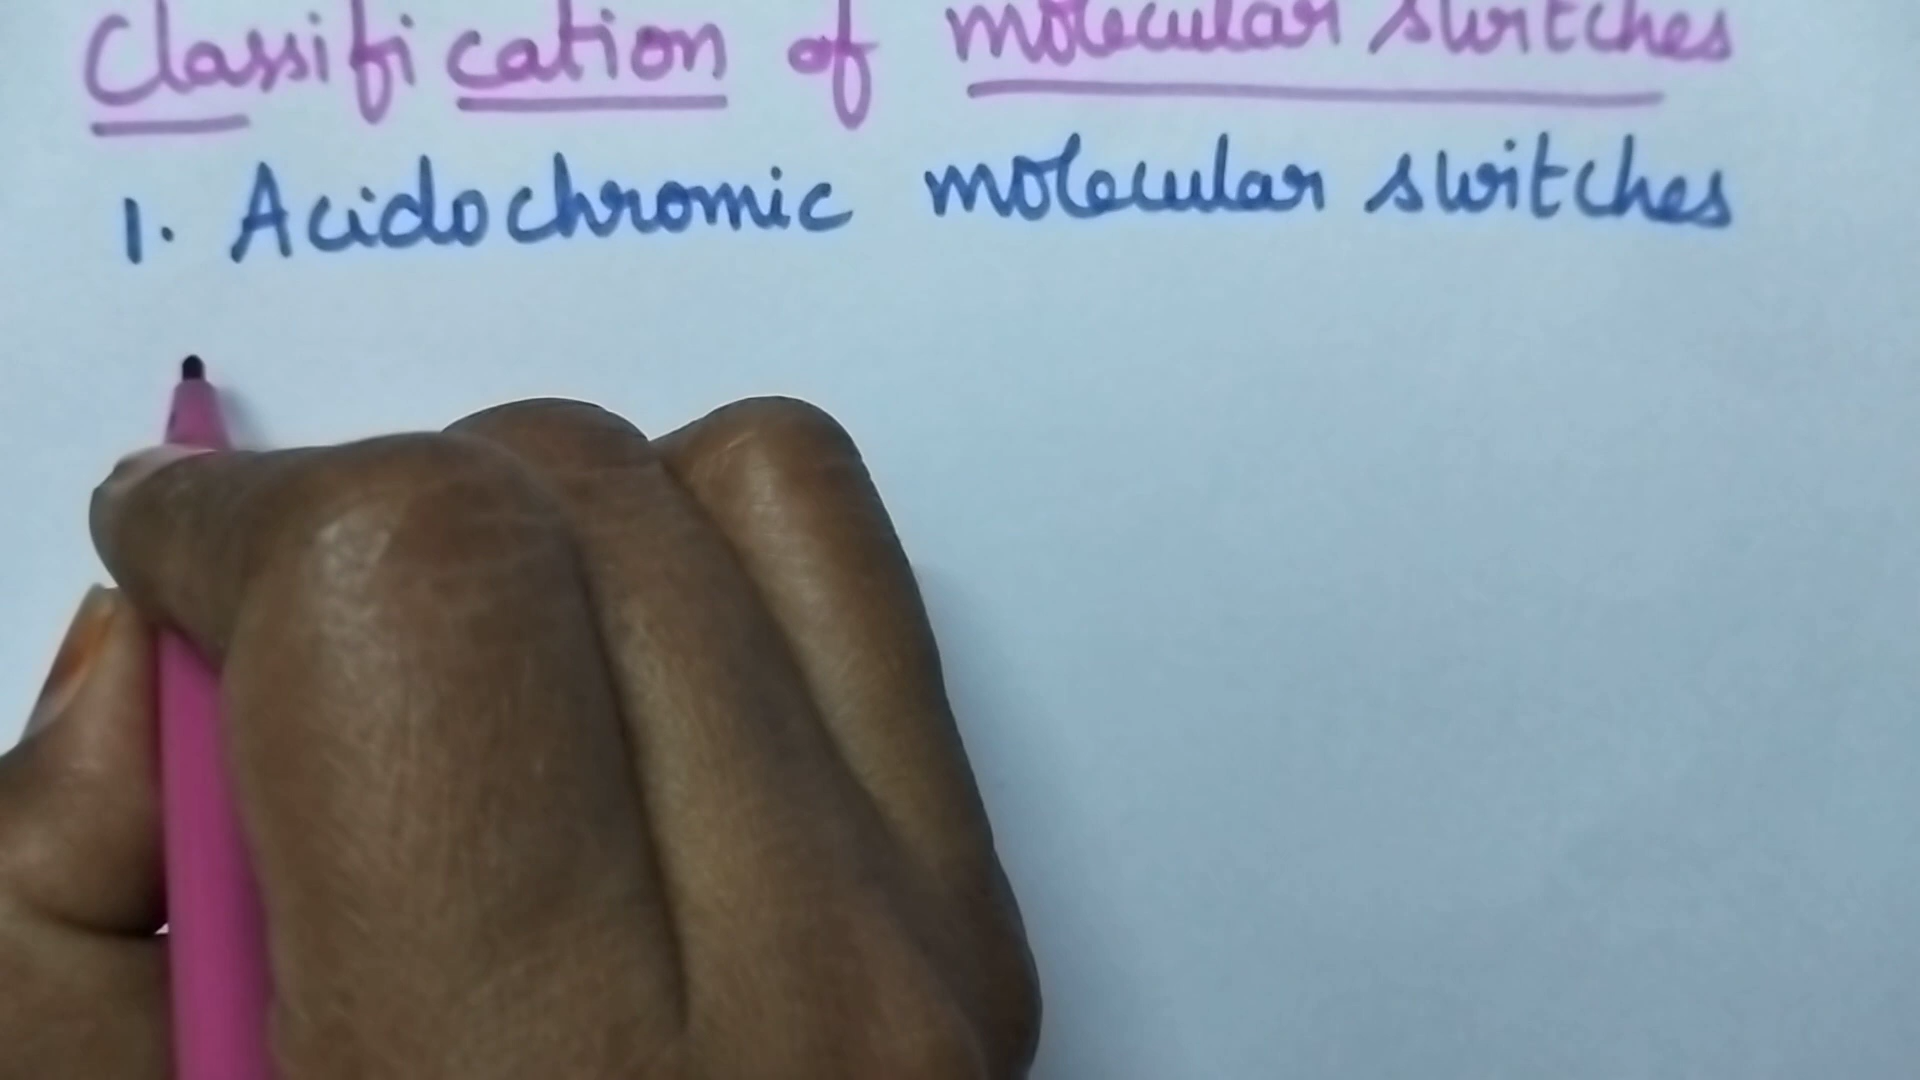 Classification of molecular switches
1. Acidochromic molecular switches